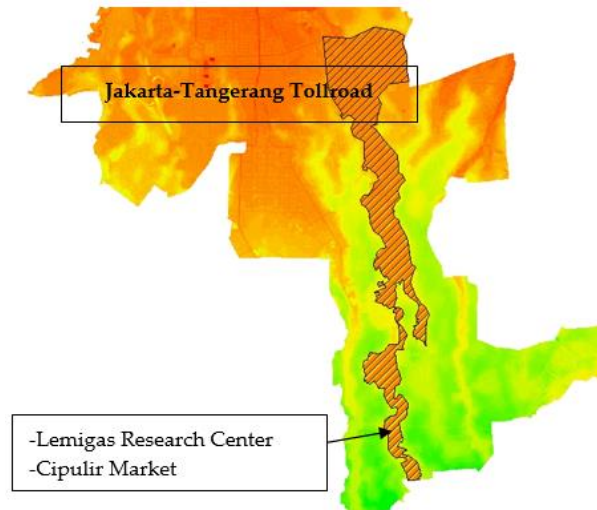 Jakarta-Tangerang Tollroad
-Lemigas Research Center
-Cipulir Market